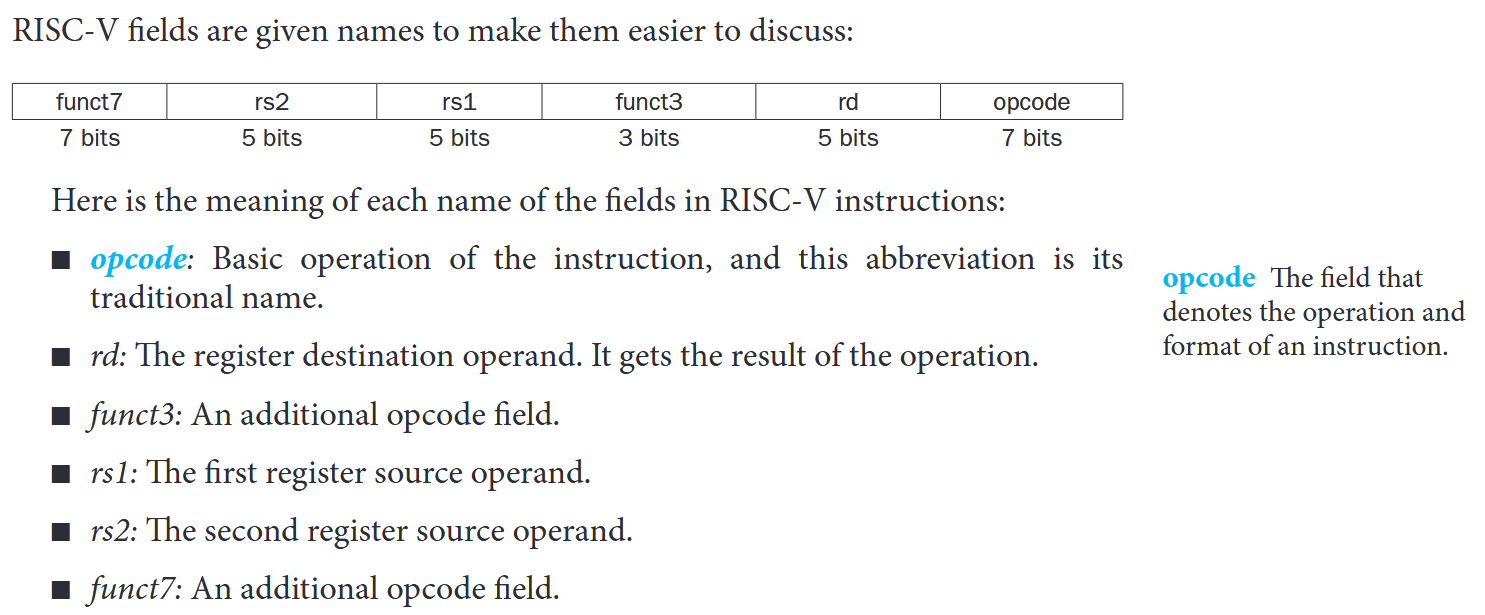 RISC-V fields are given names to make them easier to discuss:
funct7 rs2 rs1 funct3 rd opcode
7 bits 5 bits 5 bits 3 bits 5 bits 7 bits
Here is the meaning of each name of the fields in RISC-V instructions:
■ opcode: Basic operation of the instruction, and this abbreviation is its
traditional name.
■ rd: The register destination operand. It gets the result of the operation.
■ funct3: An additional opcode field.
■ rs1: The first register source operand.
■ rs2: The second register source operand.
■ funct7: An additional opcode field.
opcode The field that
denotes the operation and
format of an instruction.